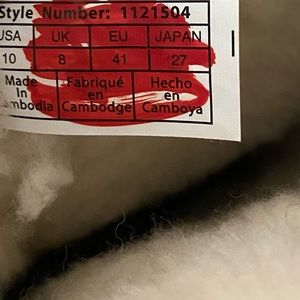 Style Number: 1121504
USA UK EU JAPAN
10 8 41 27
Made Fabriqué Hecho
In en en
Cambodia Cambodge Camboya